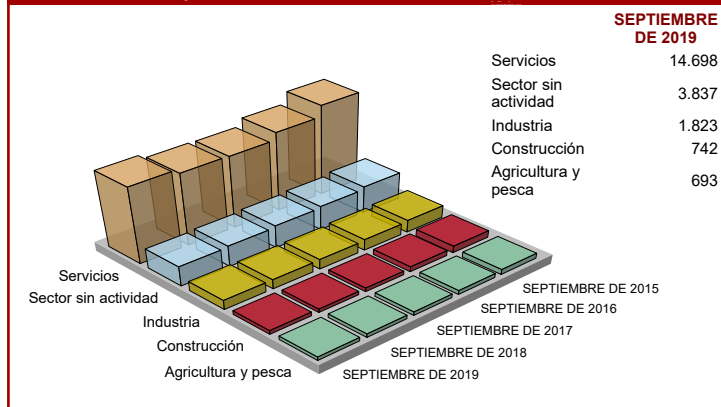 SEPTIEMBRE
DE 2019
Servicios 14.698
Sector sin
actividad 3.837
Industria 1.823
Construcción 742
Agricultura y
pesca 693
Servicios
Sector sin actividad
Industria
Construcción
Agricultura y pesca
SEPTIEMBRE DE 2015
SEPTIEMBRE DE 2016
SEPTIEMBRE DE 2017
SEPTIEMBRE DE 2018
SEPTIEMBRE DE 2019